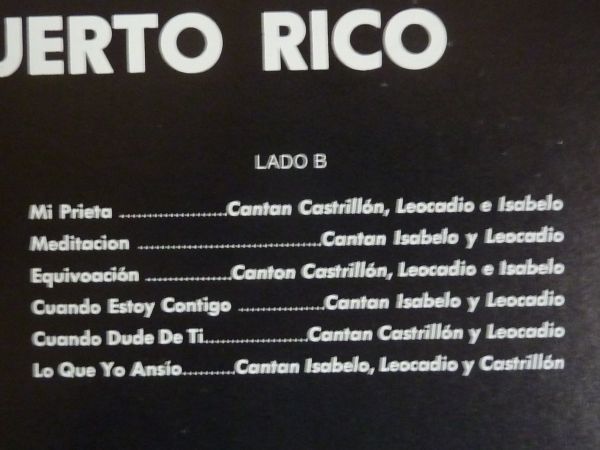 UERTO RICO
LADO B
Mi Prieta ........................Cantan Castrillón, Leocadio e Isabelo
Meditacion ........................................Cantan Isabelo y Leocadio
Equivoación ....................Canton Castrillón, Leocadio e Isabelo
Cuando Estoy Contigo ...................Cantan Isabelo y Leocadio
Cuando Dude De Ti.......................Cantan Castrillón y Leocadio
Lo Que Yo Ansío............Cantan Isabelo, Leocadio y Castrillón